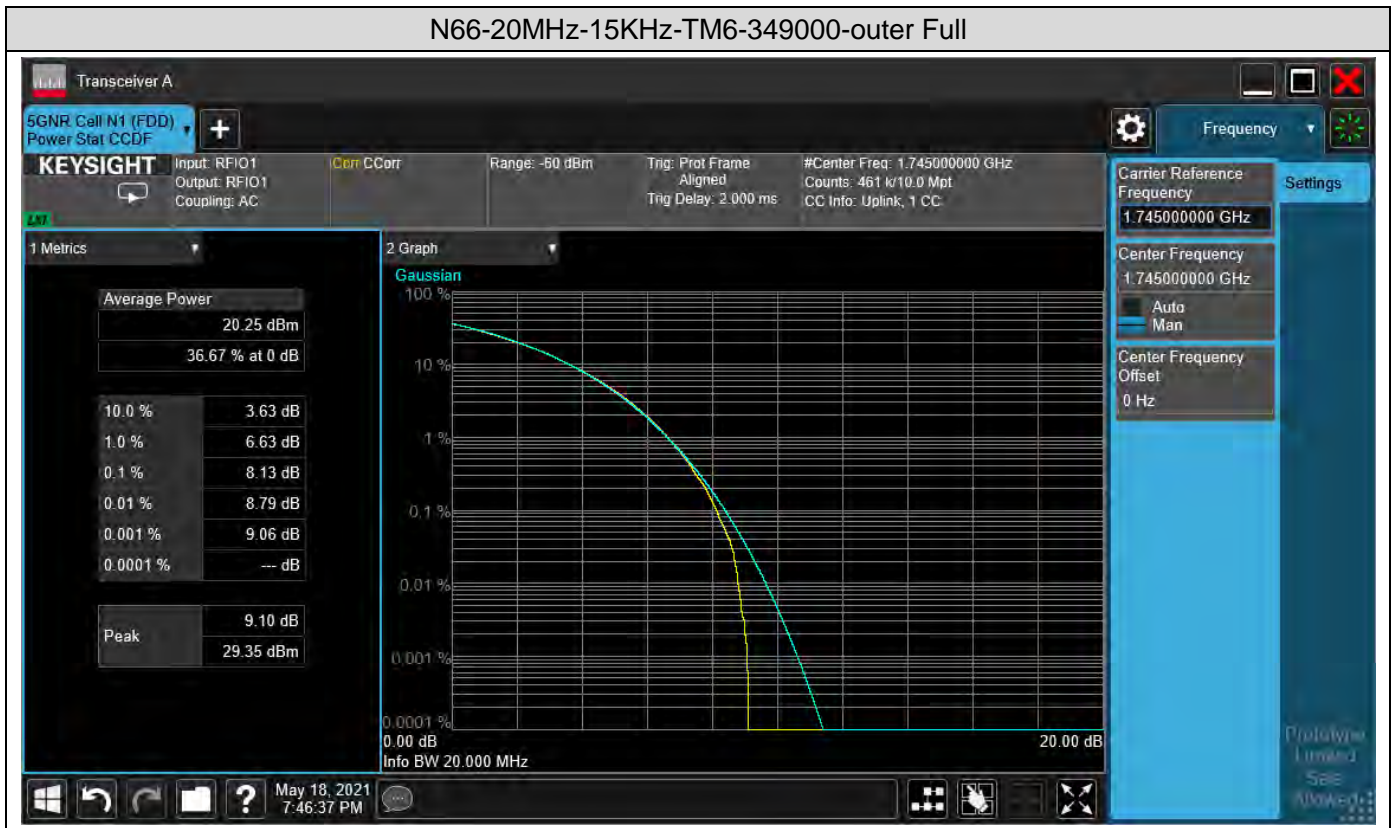 N66-20MHz-15KHz-TM6-349000-outer Full
Transceiver A
5GNR Cell N1 (FDD)
Power Stat CCDF
+
Frequency
KEYSIGHT
Input: RFIO1
Output: RFIO1
Coupling: AC
Corr CCorr
Range: -60 dBm
Trig: Prot Frame
Aligned
Trig Delay: 2.000 ms
#Center Freq: 1.745000000 GHz
Counts: 461 k/10.0 Mpt
CC Info: Uplink, 1 CC
LXI
Carrier Reference
Frequency
1.745000000 GHz
Settings
Center Frequency
1.745000000 GHz
Auto
Man
Center Frequency
Offset
0 Hz
1 Metrics
Average Power
20.25 dBm
36.67 % at 0 dB
10.0 % 3.63 dB
1.0 % 6.63 dB
0.1 % 8.13 dB
0.01 % 8.79 dB
0.001 % 9.06 dB
0.0001 % --- dB
Peak
9.10 dB
29.35 dBm
2 Graph
Gaussian
100 %
10 %
1 %
0.1 %
0.01 %
0.001 %
0.0001 %
0.00 dB
20.00 dB
Info BW 20.000 MHz
Prototype
Limited
Sale
Allowed
?
May 18, 2021
7:46:37 PM